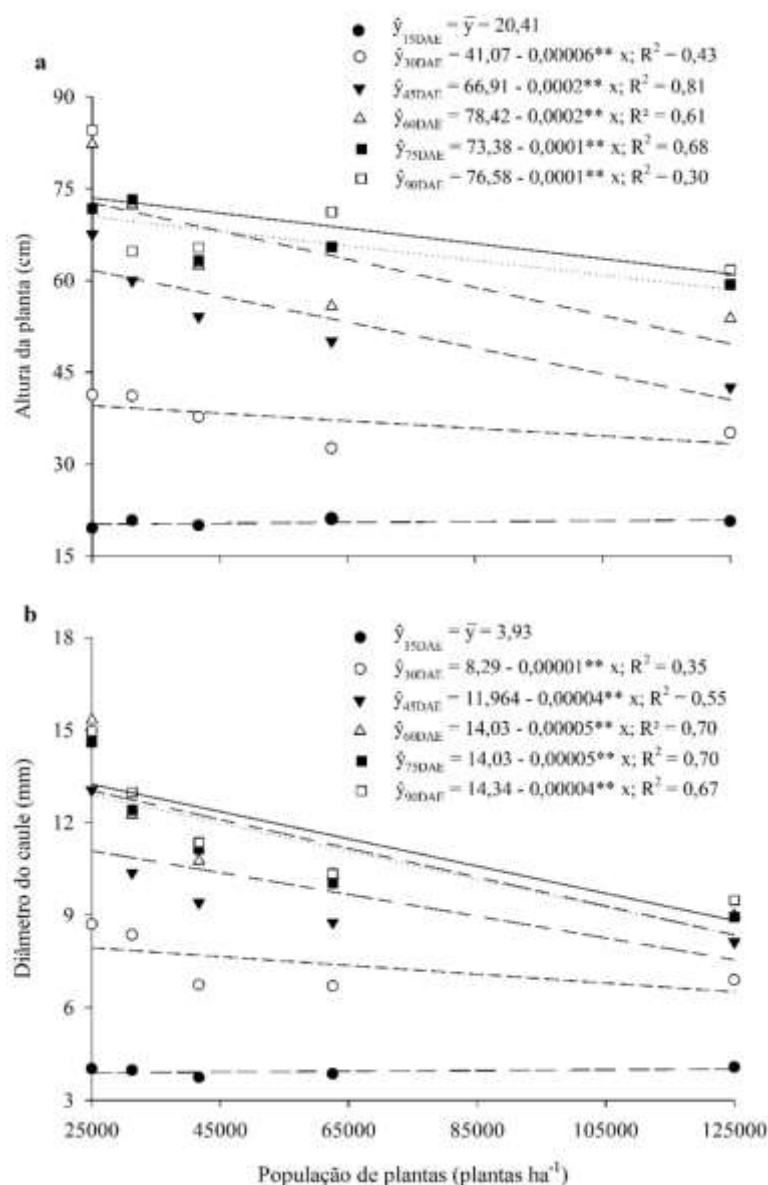 ŷ15DAE = ȳ = 20,41
a
ŷ30DAE = 41,07 - 0,00006** x; R² = 0,43
ŷ45DAE = 66,91 - 0,0002** x; R² = 0,81
ŷ60DAE = 78,42 - 0,0002** x; R² = 0,61
ŷ75DAE = 73,38 - 0,0001** x; R² = 0,68
ŷ90DAE = 76,58 - 0,0001** x; R² = 0,30
90
75
60
45
30
15
Altura da planta (cm)
25000 45000 65000 85000 105000 125000
b
ŷ15DAE = ȳ = 3,93
ŷ30DAE = 8,29 - 0,00001** x; R² = 0,35
ŷ45DAE = 11,964 - 0,00004** x; R² = 0,55
ŷ60DAE = 14,03 - 0,00005** x; R² = 0,70
ŷ75DAE = 14,03 - 0,00005** x; R² = 0,70
ŷ90DAE = 14,34 - 0,00004** x; R² = 0,67
18
15
12
9
6
3
Diâmetro do caule (mm)
25000 45000 65000 85000 105000 125000
População de plantas (plantas ha⁻¹)